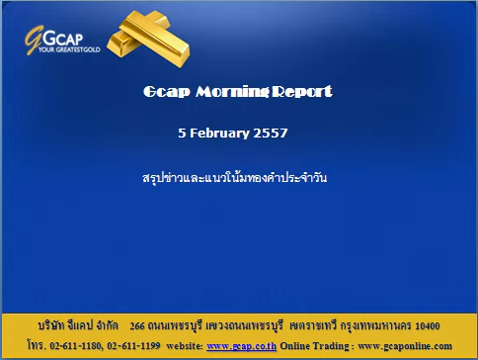 GCAP
YOUR GREATESTGOLD
Gcap Morning Report
5 February 2557
สรุปข่าวและแนวโน้มทองคำประจำวัน
บริษัท จีแคป จำกัด 266 ถนนเพชรบุรี แขวงถนนเพชรบุรี เขตราชเทวี กรุงเทพมหานคร 10400
โทร. 02-611-1180, 02-611-1199 website: www.gcap.co.th Online Trading : www.gcaponline.com